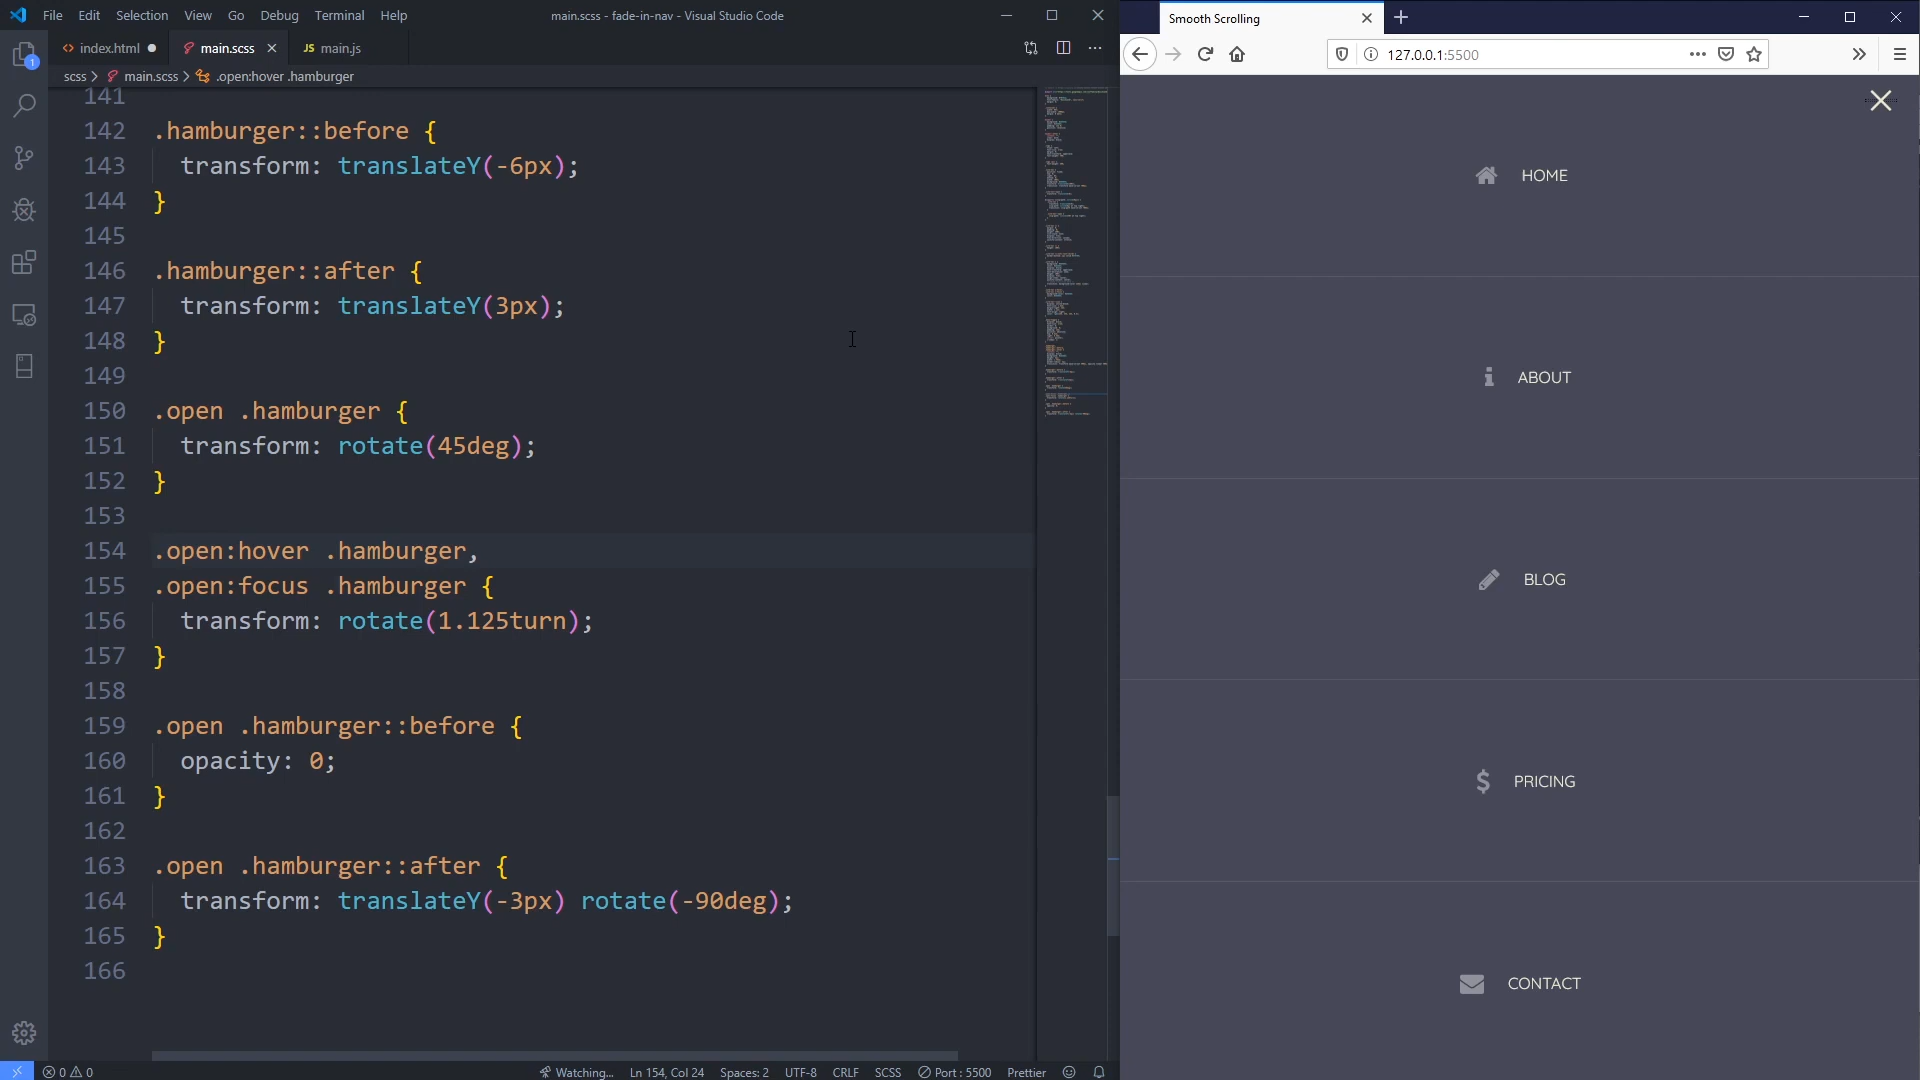 File Edit Selection View Go Debug Terminal Help
main.scss - fade-in-nav - Visual Studio Code
index.html
main.scss
JS main.js
scss > main.scss > .open:hover .hamburger
141
142 .hamburger::before {
143 transform: translateY(-6px);
144 }
145
146 .hamburger::after {
147 transform: translateY(3px);
148 }
149
150 .open .hamburger {
151 transform: rotate(45deg);
152 }
153
154 .open:hover .hamburger,
155 .open:focus .hamburger {
156 transform: rotate(1.125turn);
157 }
158
159 .open .hamburger::before {
160 opacity: 0;
161 }
162
163 .open .hamburger::after {
164 transform: translateY(-3px) rotate(-90deg);
165 }
166
1
0 0
Watching... Ln 154, Col 24 Spaces: 2 UTF-8 CRLF SCSS Port : 5500 Prettier
Smooth Scrolling
127.0.0.1:5500
HOME
ABOUT
BLOG
$ PRICING
CONTACT